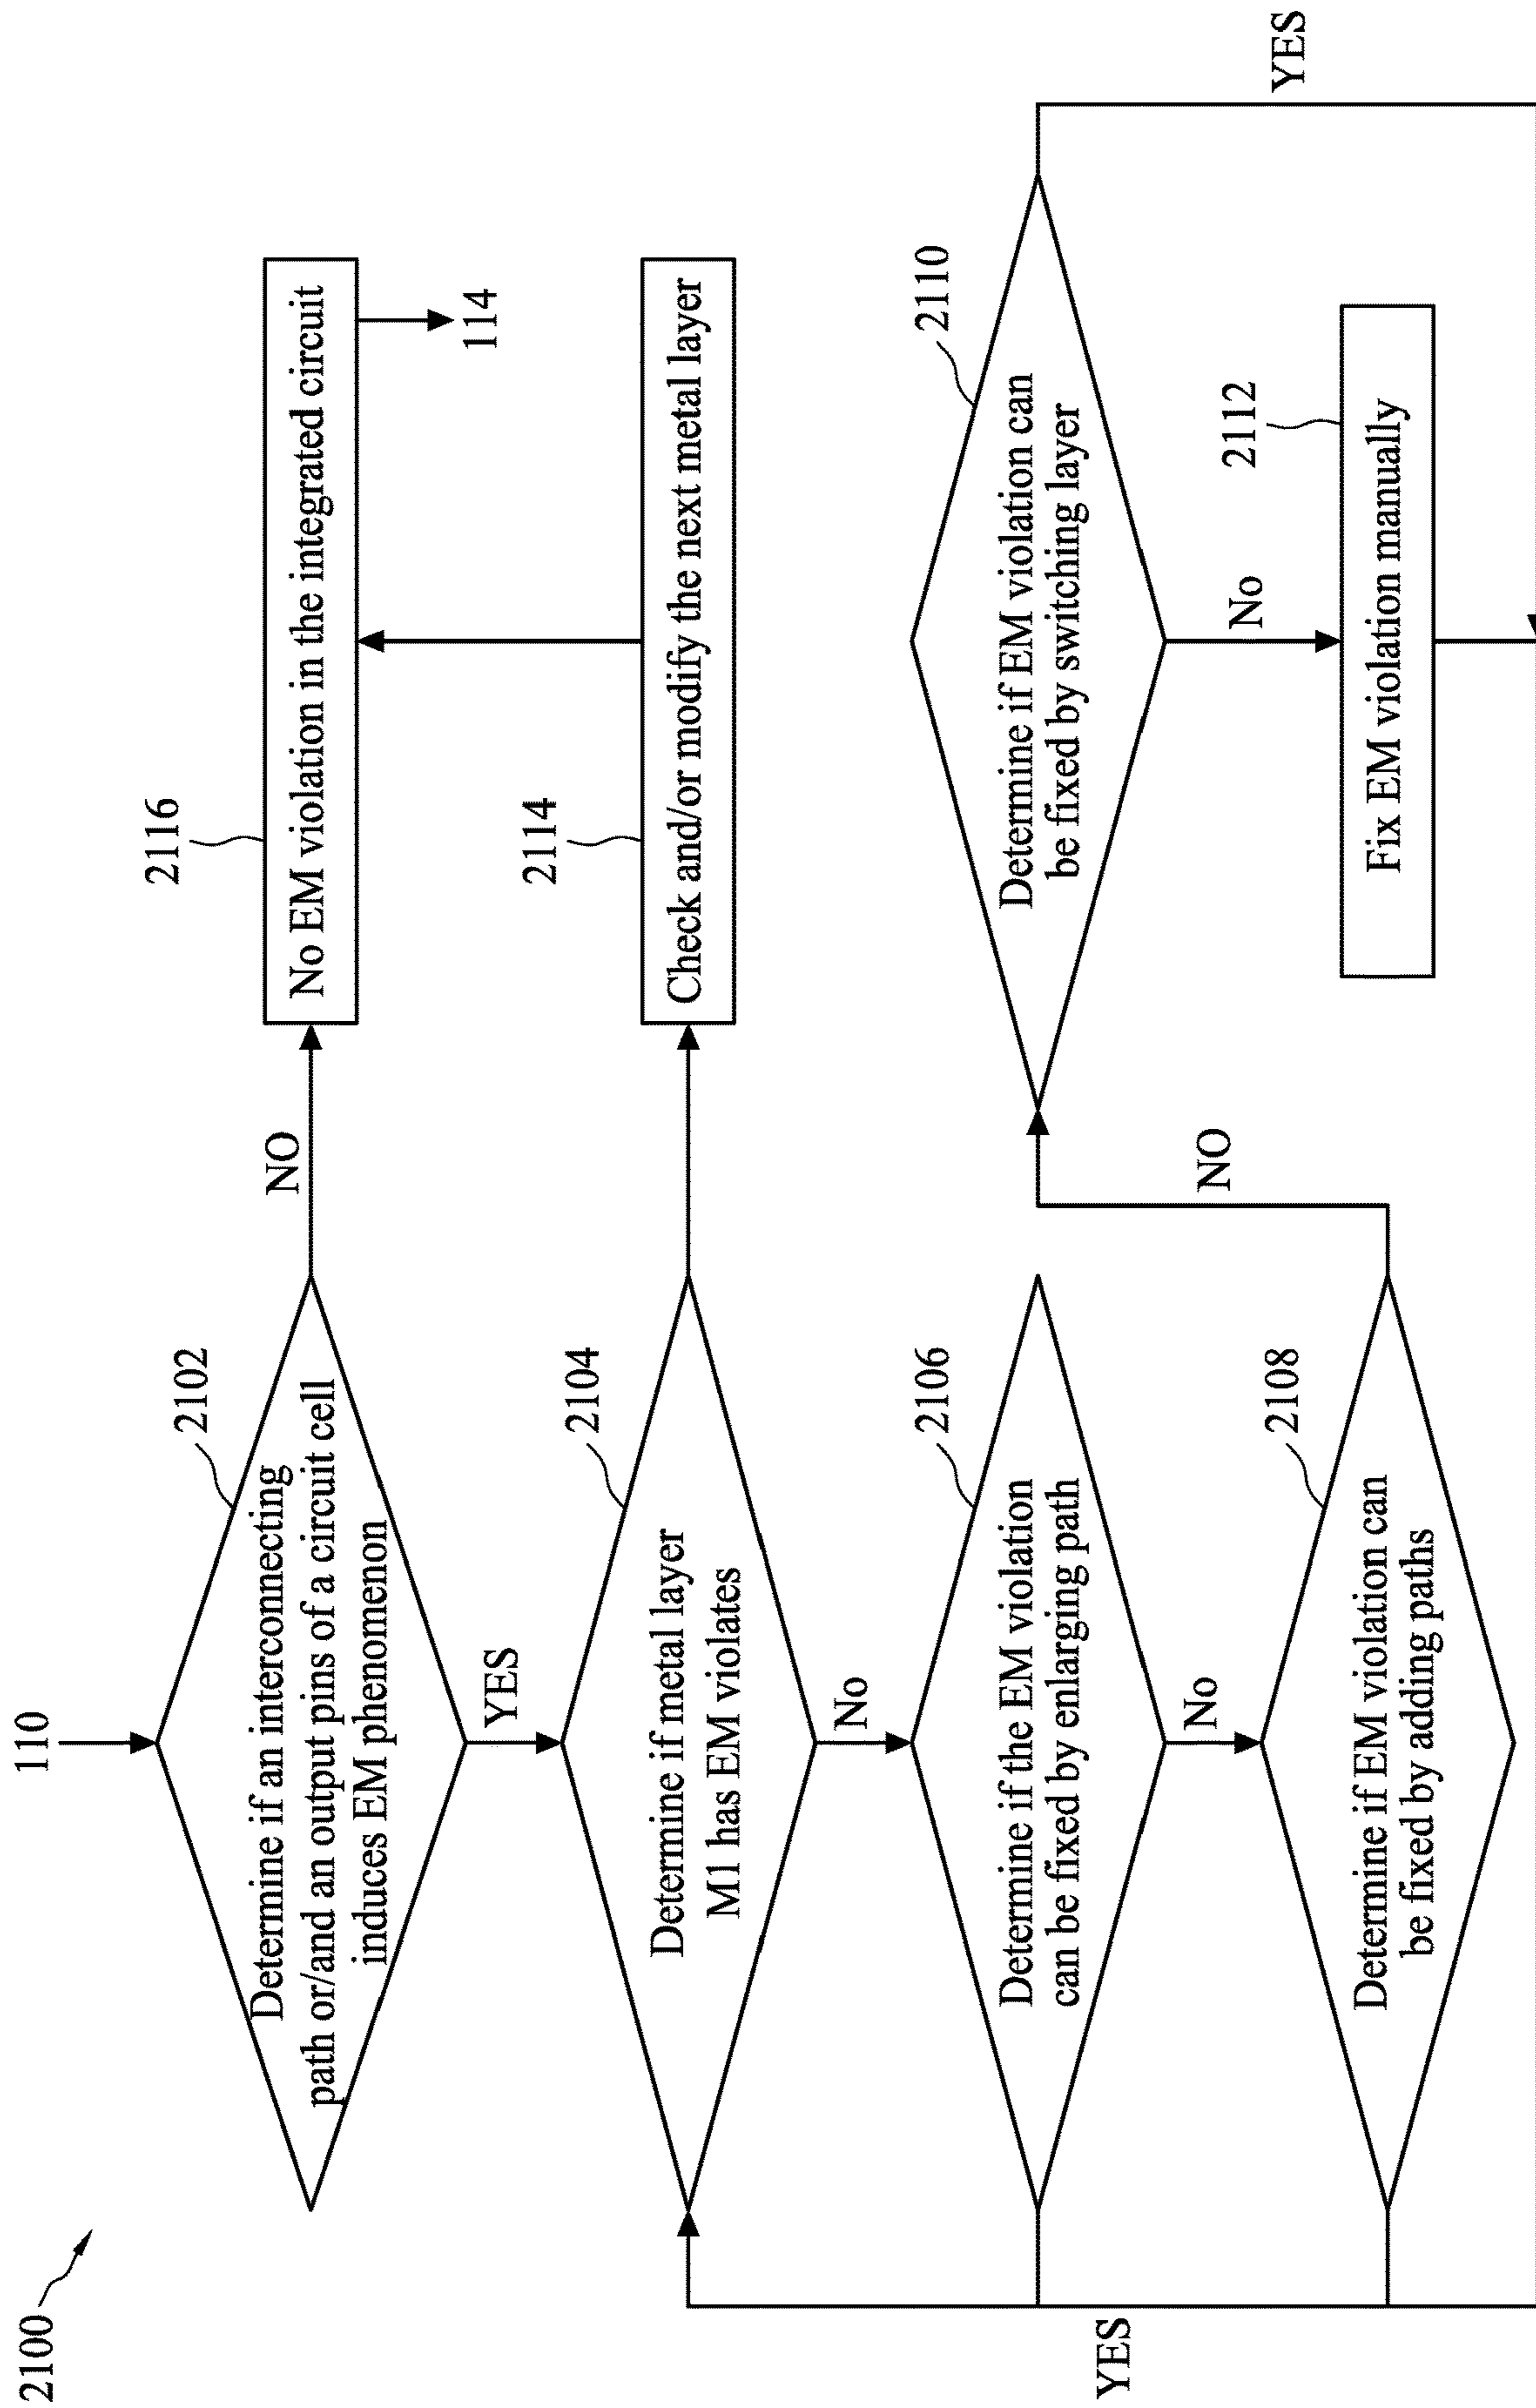 2100
110
2102
Determine if an interconnecting
path or/and an output pins of a circuit cell
induces EM phenomenon
NO
2116
No EM violation in the integrated circuit
114
YES
2104
Determine if metal layer
M1 has EM violates
2114
Check and/or modify the next metal layer
No
2106
Determine if the EM violation
can be fixed by enlarging path
No
2108
Determine if EM violation can
be fixed by adding paths
NO
2110
Determine if EM violation can
be fixed by switching layer
No
2112
Fix EM violation manually
YES
YES